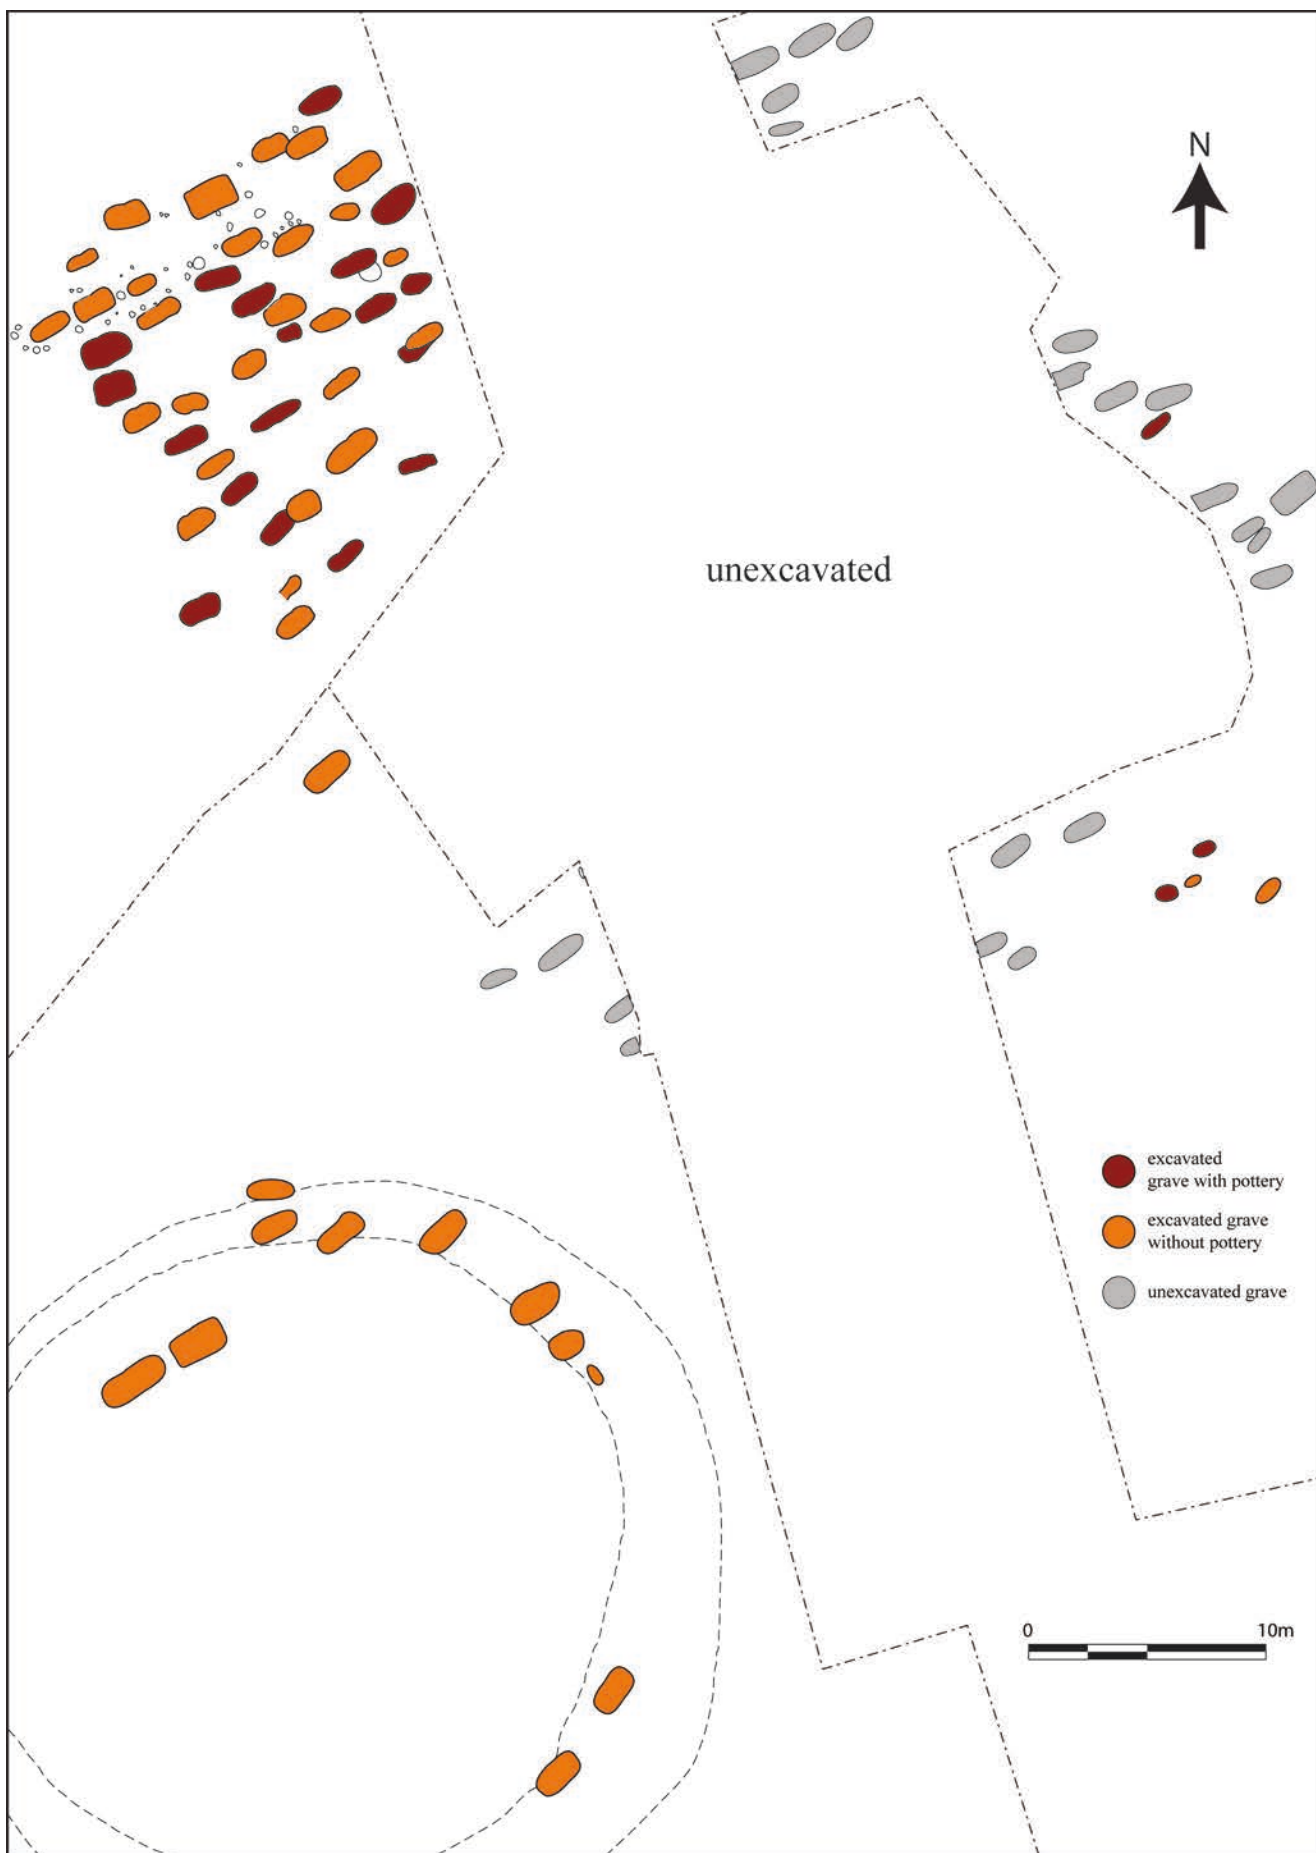 N
unexcavated
excavated
grave with pottery
excavated grave
without pottery
unexcavated grave
0 10m